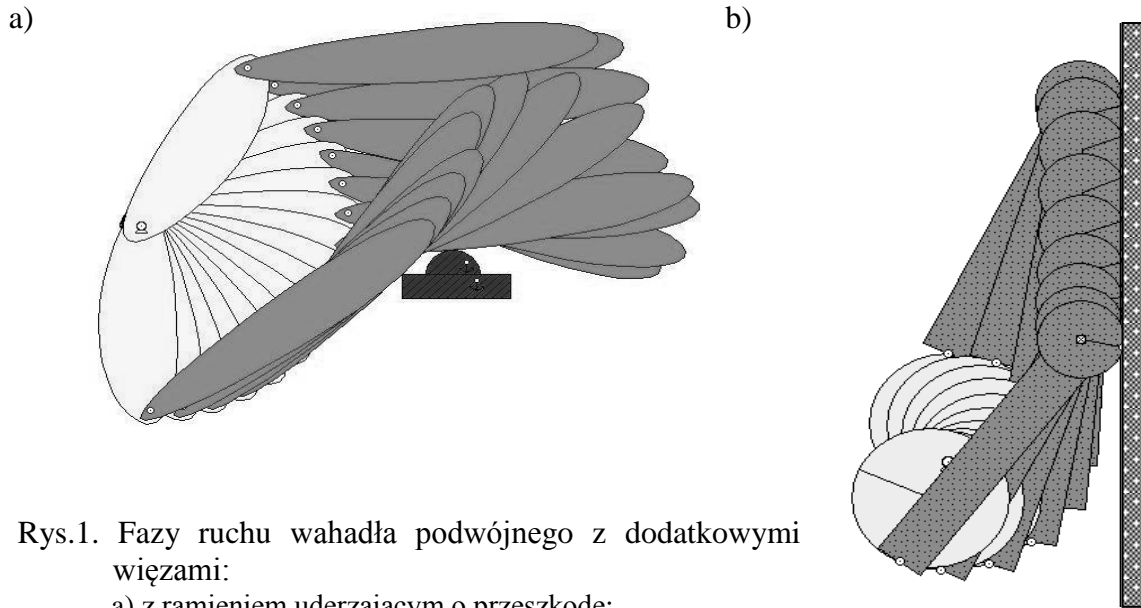 a)
b)
Rys.1. Fazy ruchu wahadła podwójnego z dodatkowymi
więzami:
a) z ramieniem uderzającym o przeszkodę;